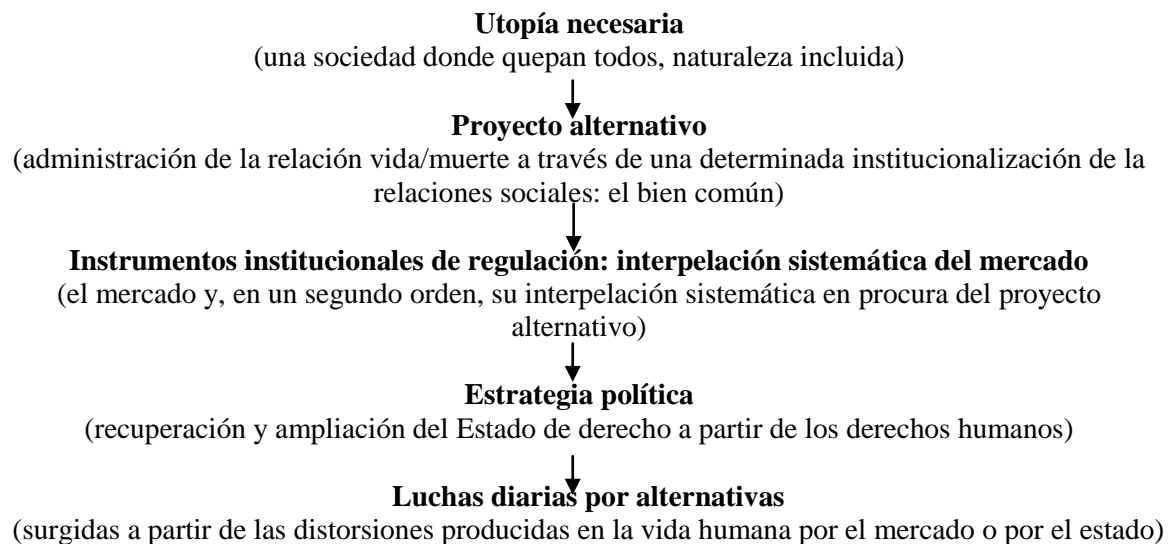 Utopía necesaria
(una sociedad donde quepan todos, naturaleza incluida)
Proyecto alternativo
(administración de la relación vida/muerte a través de una determinada institucionalización de la
relaciones sociales: el bien común)
Instrumentos institucionales de regulación: interpelación sistemática del mercado
(el mercado y, en un segundo orden, su interpelación sistemática en procura del proyecto
alternativo)
Estrategia política
(recuperación y ampliación del Estado de derecho a partir de los derechos humanos)
Luchas diarias por alternativas
(surgidas a partir de las distorsiones producidas en la vida humana por el mercado o por el estado)